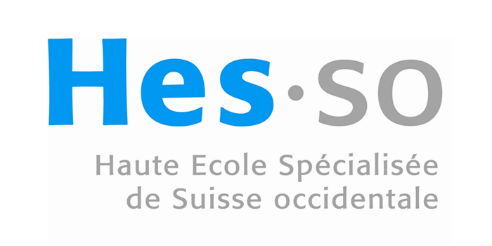 Hes·so
Haute Ecole Spécialisée
de Suisse occidentale